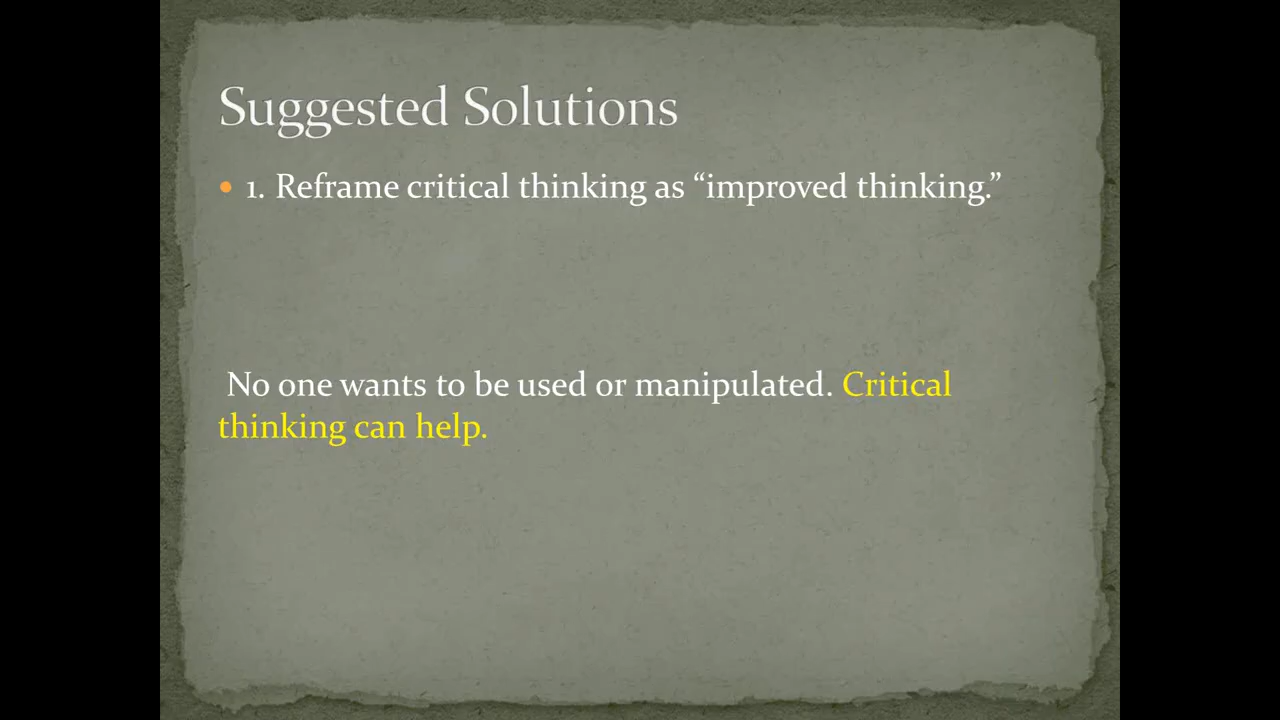 Suggested Solutions
• 1. Reframe critical thinking as “improved thinking.”
No one wants to be used or manipulated. Critical
thinking can help.